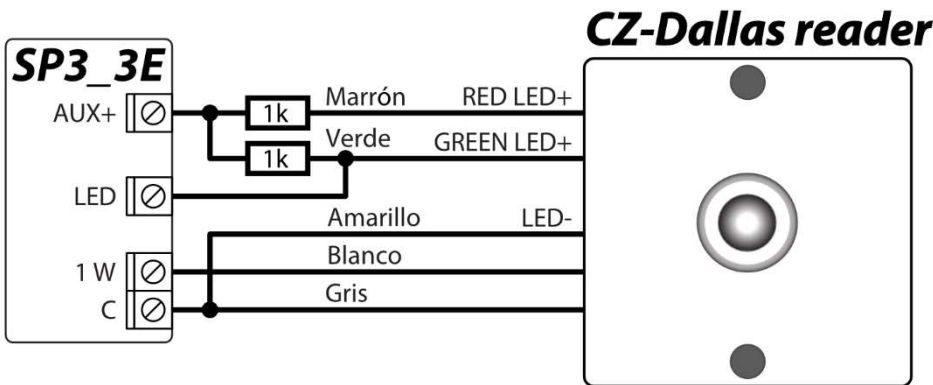 CZ-Dallas reader
SP3_3E
AUX+ 1k Marrón RED LED+
1k Verde GREEN LED+
LED
Amarillo LED-
1 W Blanco
C Gris